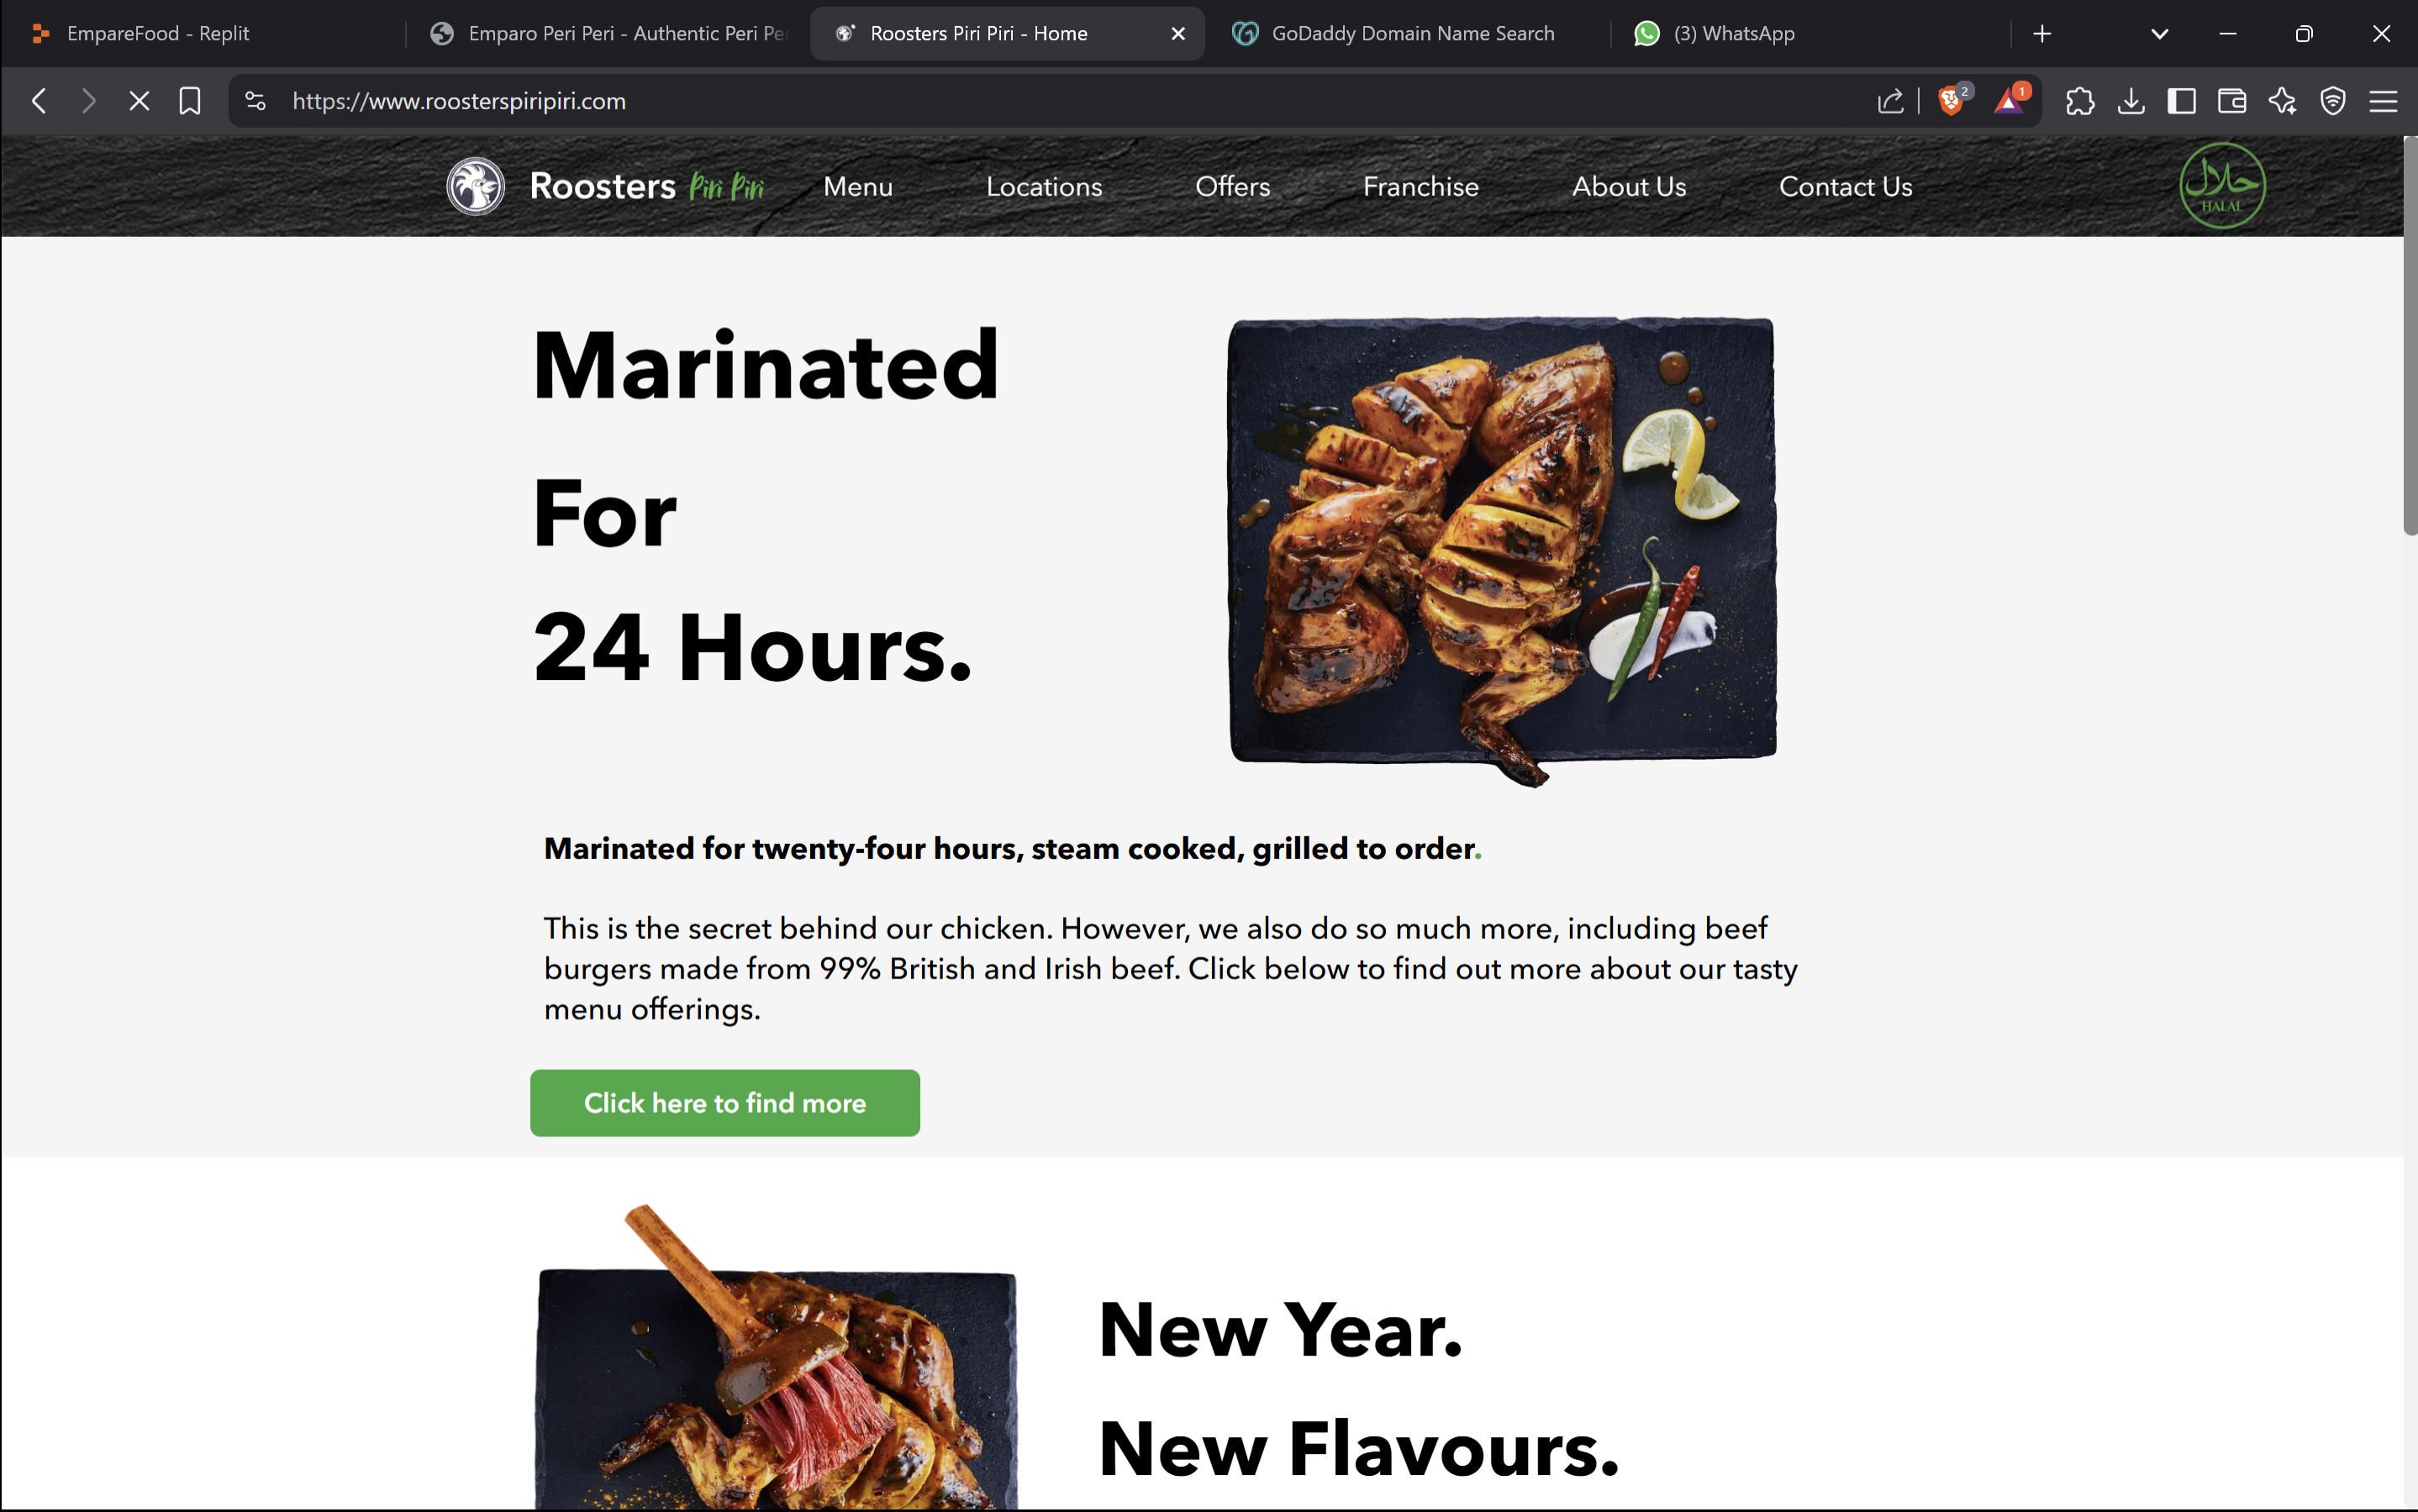 EmpareFood - Replit
Emparo Peri Peri - Authentic Peri Pe
Roosters Piri Piri - Home
GoDaddy Domain Name Search
(3) WhatsApp
https://www.roosterspiripiri.com
2
1
Roosters Piri Piri
Menu
Locations
Offers
Franchise
About Us
Contact Us
حلال
HALAL
Marinated
For
24 Hours.
Marinated for twenty-four hours, steam cooked, grilled to order.
This is the secret behind our chicken. However, we also do so much more, including beef
burgers made from 99% British and Irish beef. Click below to find out more about our tasty
menu offerings.
Click here to find more
New Year.
New Flavours.